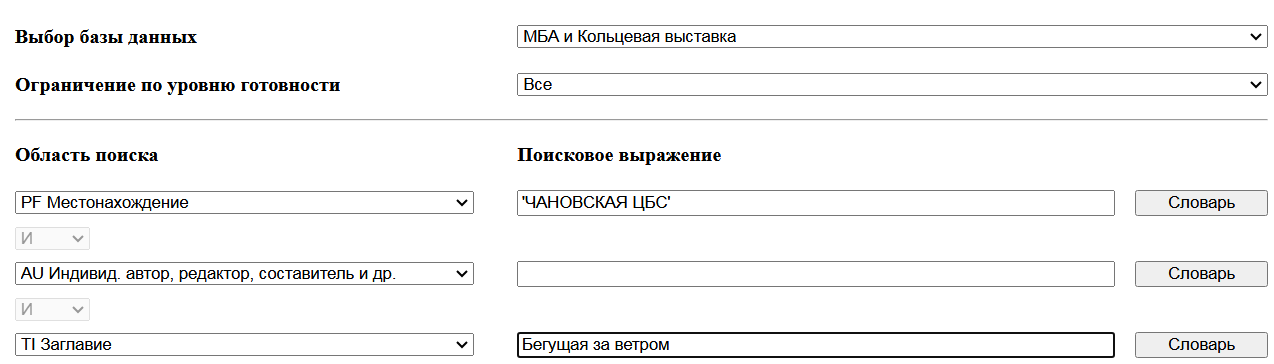 Выбор базы данных МБА и Кольцевая выставка
Ограничение по уровню готовности Все
Область поиска Поисковое выражение
PF Местонахождение 'ЧАНОВСКАЯ ЦБС' Словарь
И
AU Индивид. автор, редактор, составитель и др. Словарь
И
TI Заглавие Бегущая за ветром Словарь